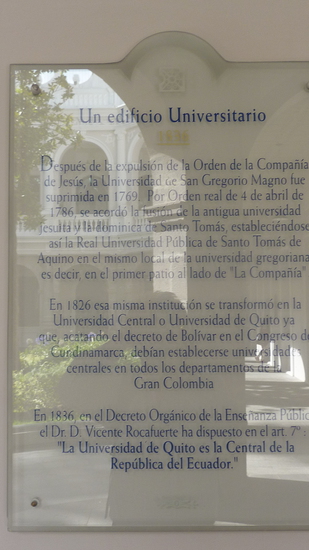 Un edificio Universitario
Después de la expulsión de la Orden de la Compañía
de Jesús, la Universidad de San Gregorio Magno fue
suprimida en 1769. Por Orden real de 4 de abril de
1786, se acordó la fusión de la antigua universidad
jesuita y la dominica de Santo Tomás, estableciéndose
así la Real Universidad Pública de Santo Tomás de
Aquino en el mismo local de la universidad gregoriana
es decir, en el primer patio al lado de "La Compañía"
En 1826 esa misma institución se transformó en la
Universidad Central o Universidad de Quito ya
que, acatando el decreto de Bolívar en el Congreso de
Cundinamarca, debían establecerse universidades
centrales en todos los departamentos de la
Gran Colombia
En 1836, en el Decreto Orgánico de la Enseñanza Públic
el Dr. D. Vicente Rocafuerte ha dispuesto en el art. 7º :
"La Universidad de Quito es la Central de la
República del Ecuador."